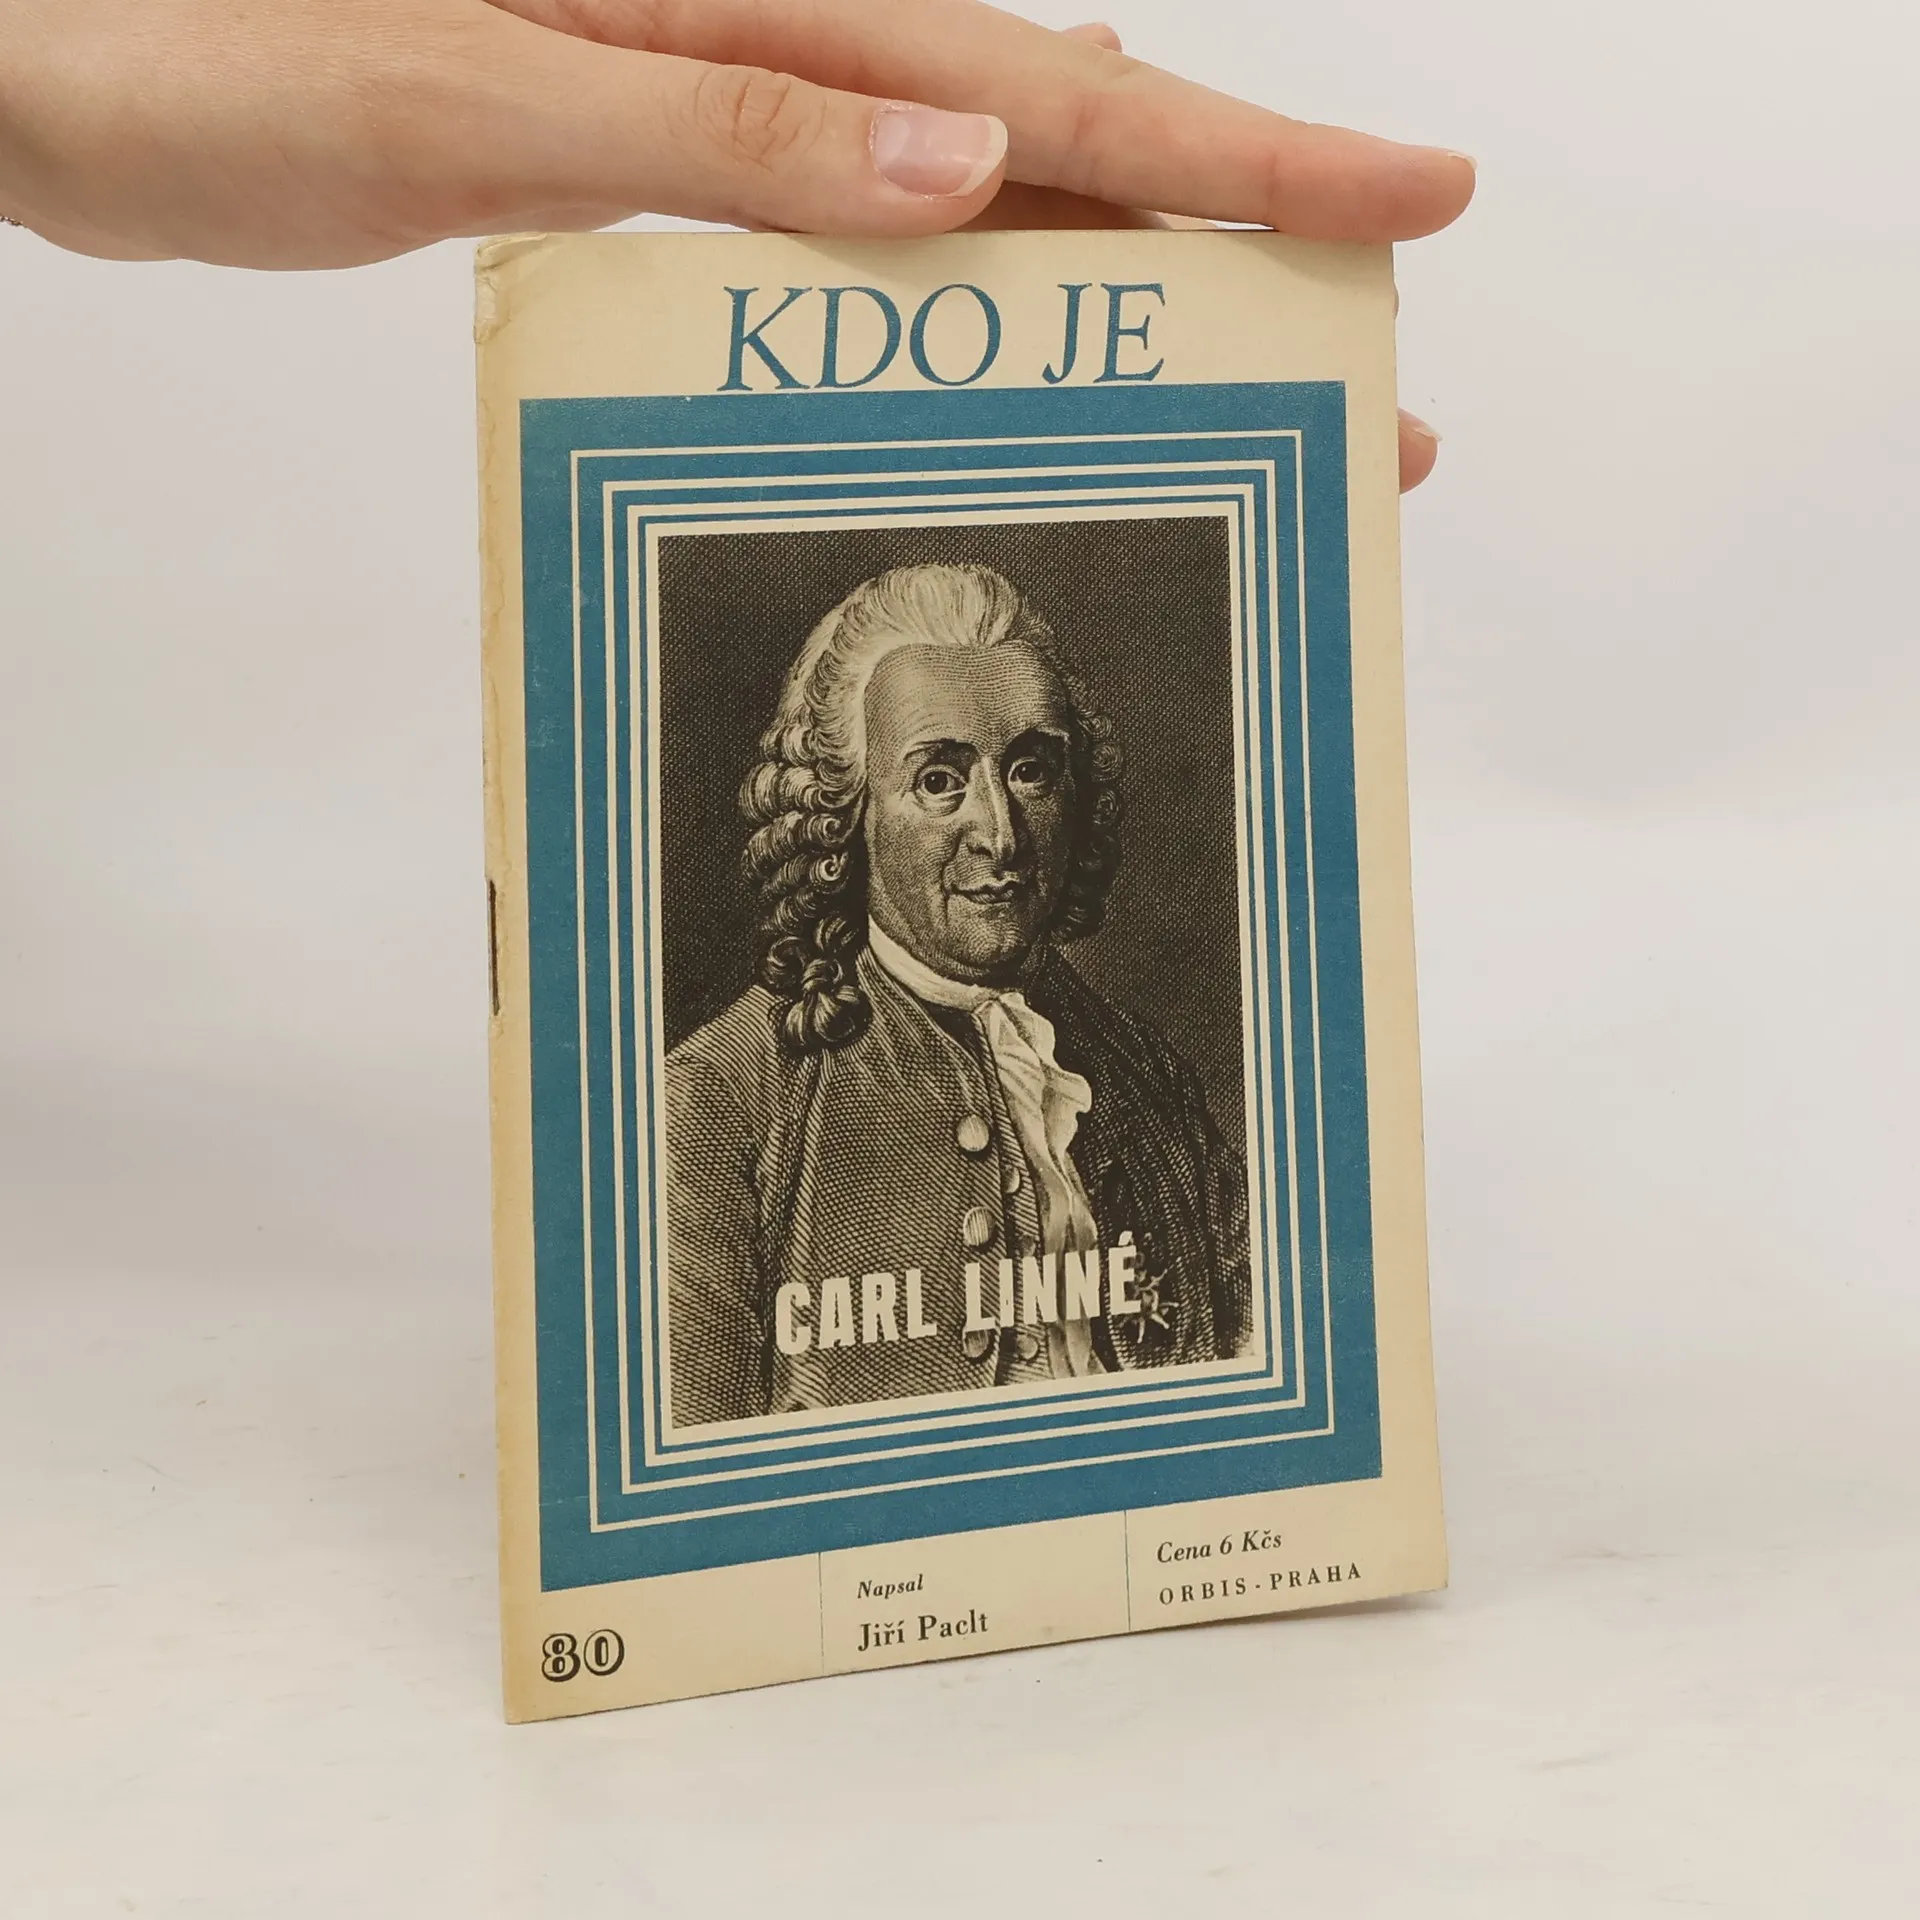 KDO JE
CARL LINNÉ
80
Napsal
Jiří Paclt
Cena 6 Kčs
ORBIS - PRAHA